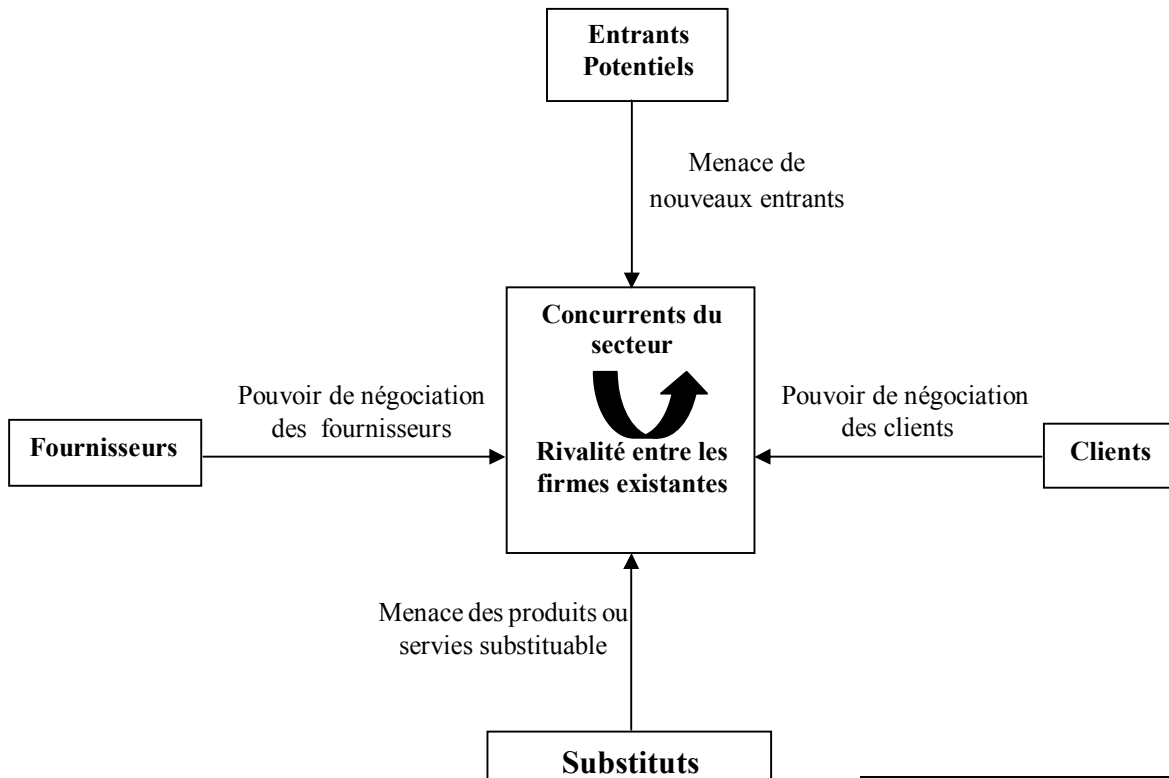 Entrants
Potentiels
Menace de
nouveaux entrants
Concurrents du
secteur
Pouvoir de négociation
des fournisseurs
Pouvoir de négociation
des clients
Fournisseurs
Rivalité entre les
firmes existantes
Clients
Menace des produits ou
servies substituable
Substituts